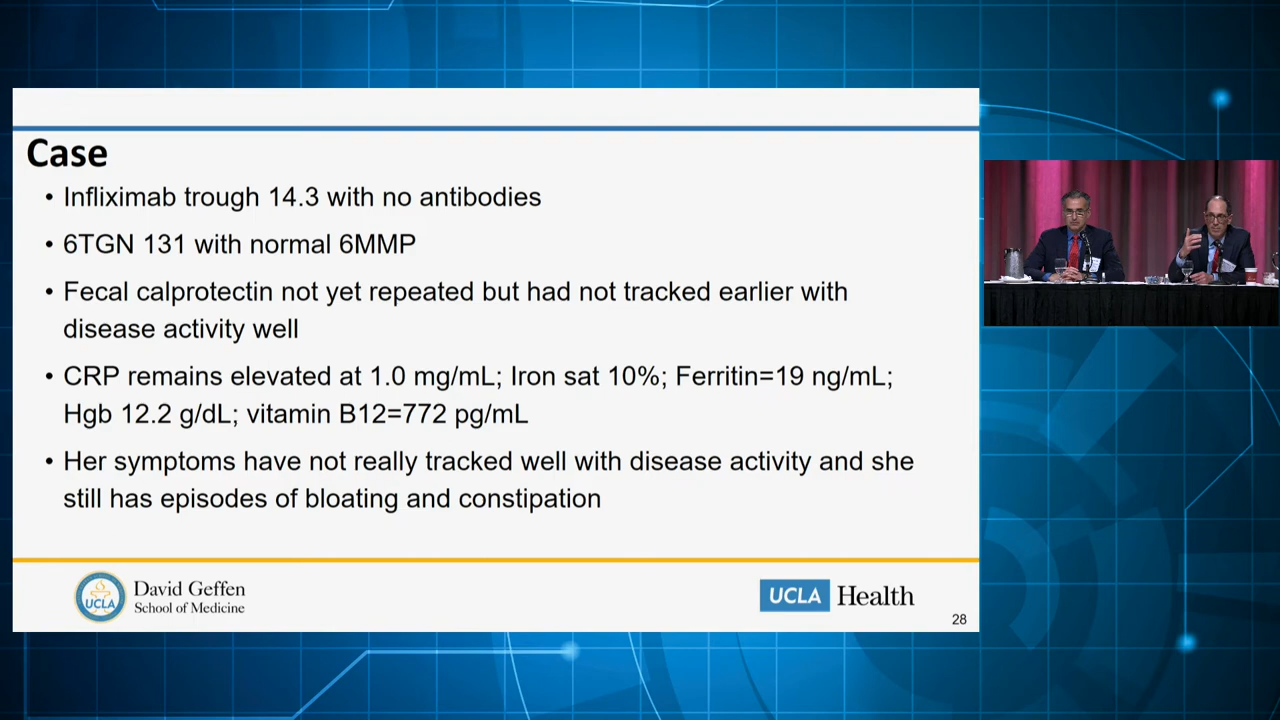 Case
• Infliximab trough 14.3 with no antibodies
• 6TGN 131 with normal 6MMP
• Fecal calprotectin not yet repeated but had not tracked earlier with
disease activity well
• CRP remains elevated at 1.0 mg/mL; Iron sat 10%; Ferritin=19 ng/mL;
Hgb 12.2 g/dL; vitamin B12=772 pg/mL
• Her symptoms have not really tracked well with disease activity and she
still has episodes of bloating and constipation
UCLA
David Geffen
School of Medicine
UCLA Health
28